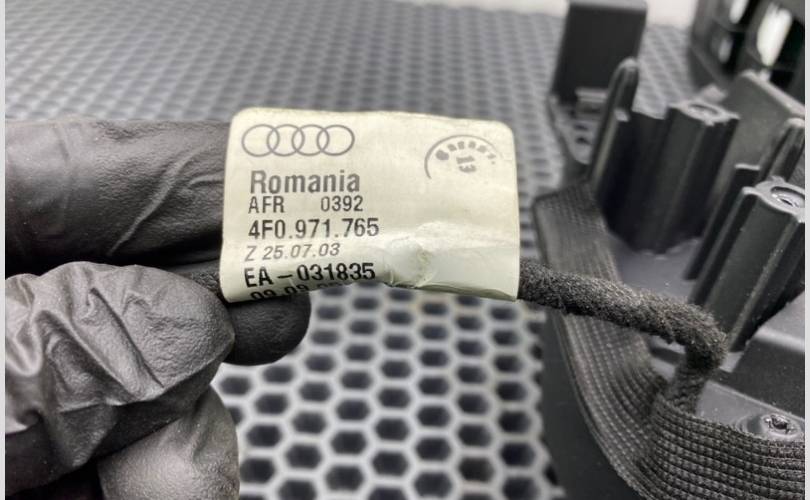 Romania
AFR 0392
4F0.971.765
Z 25.07.03
EA-031835